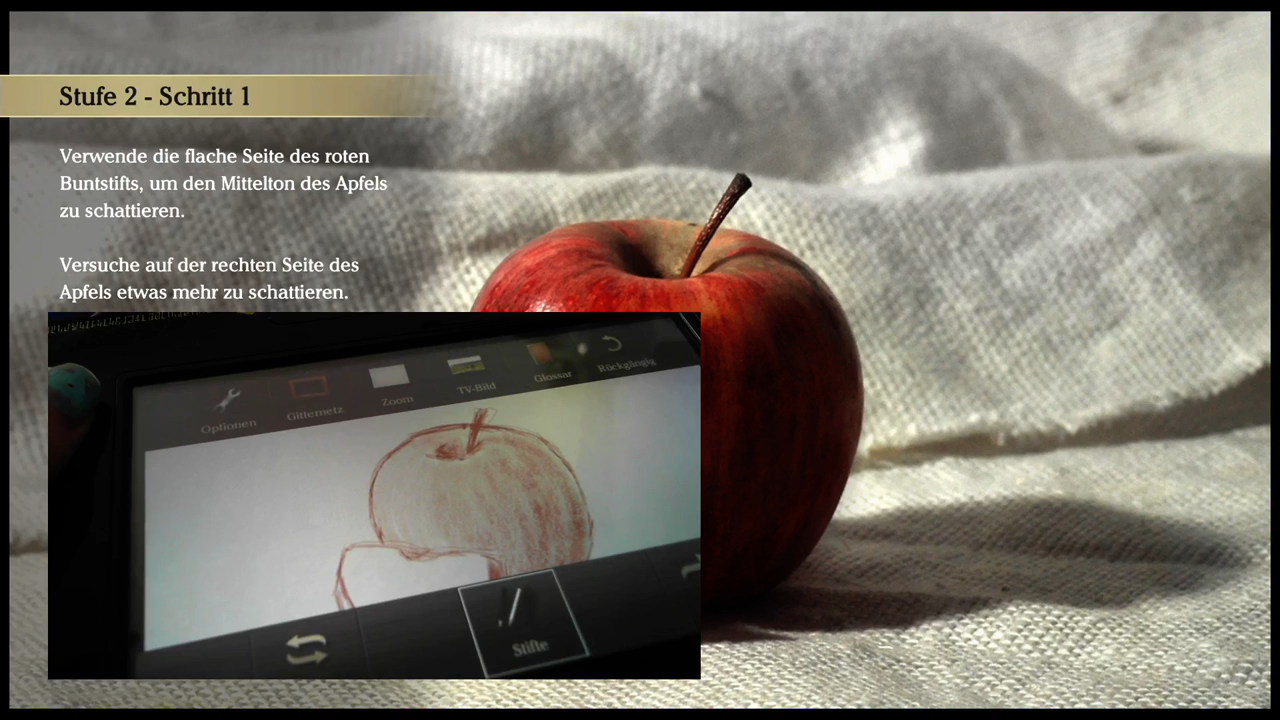 Stufe 2 - Schritt 1
Verwende die flache Seite des roten
Buntstifts, um den Mittelton des Apfels
zu schattieren.
Versuche auf der rechten Seite des
Apfels etwas mehr zu schattieren.
Optionen
Gitternetz
Zoom
TV-Bild
Glossar
Rückgängig
Stifte